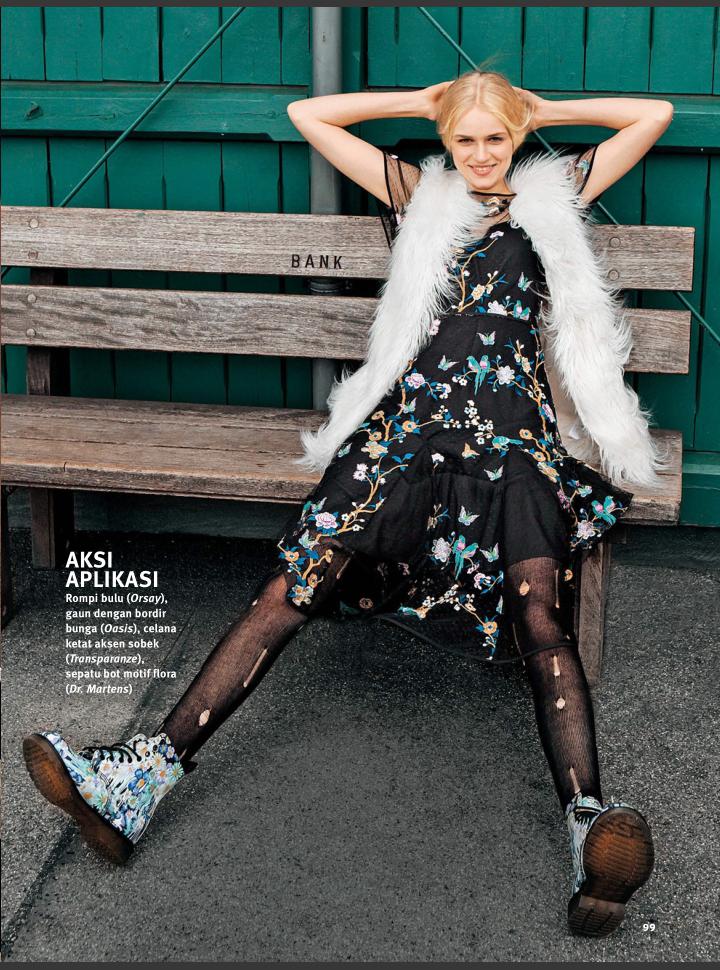 BANK
AKSI
APLIKASI
Rompi bulu (Orsay),
gaun dengan bordir
bunga (Oasis), celana
ketat aksen sobek
(Transparanze),
sepatu bot motif flora
(Dr. Martens)
99